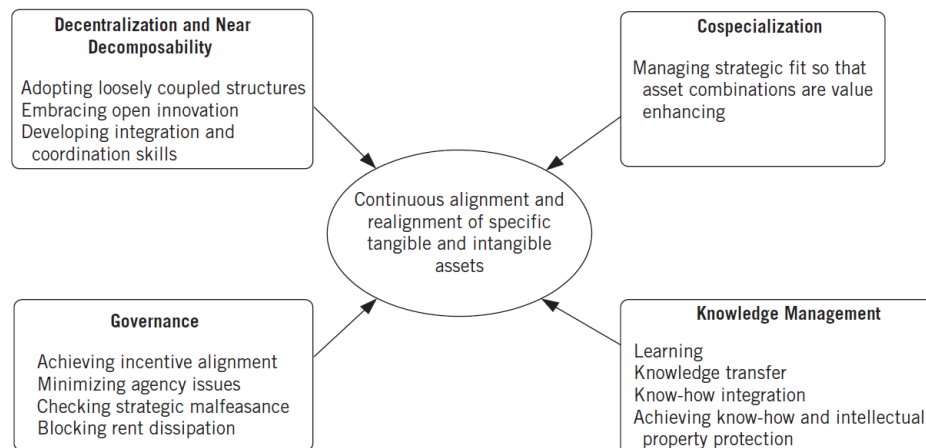 Decentralization and Near
Decomposability
Adopting loosely coupled structures
Embracing open innovation
Developing integration and
coordination skills
Cospecialization
Managing strategic fit so that
asset combinations are value
enhancing
Continuous alignment and
realignment of specific
tangible and intangible
assets
Governance
Achieving incentive alignment
Minimizing agency issues
Checking strategic malfeasance
Blocking rent dissipation
Knowledge Management
Learning
Knowledge transfer
Know-how integration
Achieving know-how and intellectual
property protection